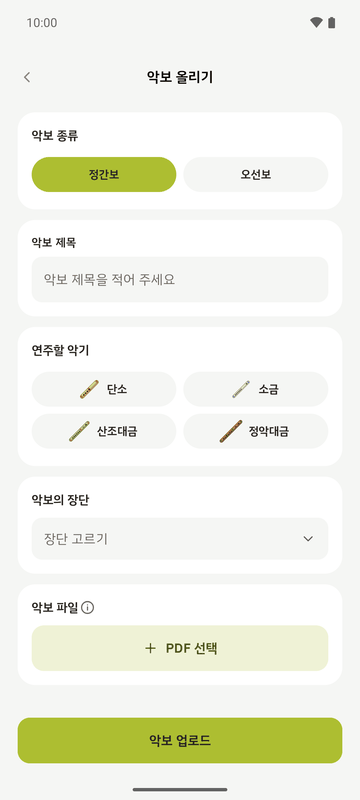 10:00
악보 올리기
악보 종류
정간보
오선보
악보 제목
악보 제목을 적어 주세요
연주할 악기
단소
소금
산조대금
정악대금
악보의 장단
장단 고르기
악보 파일
+ PDF 선택
악보 업로드